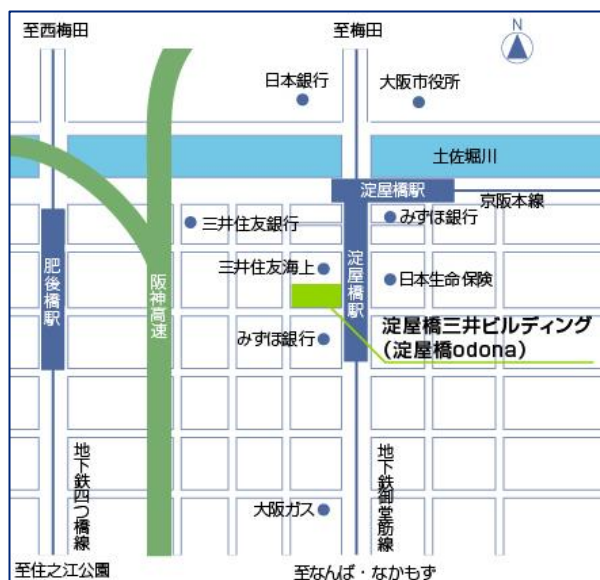 至西梅田
至梅田
N
日本銀行
大阪市役所
土佐堀川
淀屋橋駅
京阪本線
三井住友銀行
みずほ銀行
肥後橋駅
阪神高速
三井住友海上
淀屋橋駅
日本生命保険
淀屋橋三井ビルディング
(淀屋橋odona)
みずほ銀行
地下鉄四つ橋線
地下鉄御堂筋線
大阪ガス
至住之江公園
至なんば・なかもず